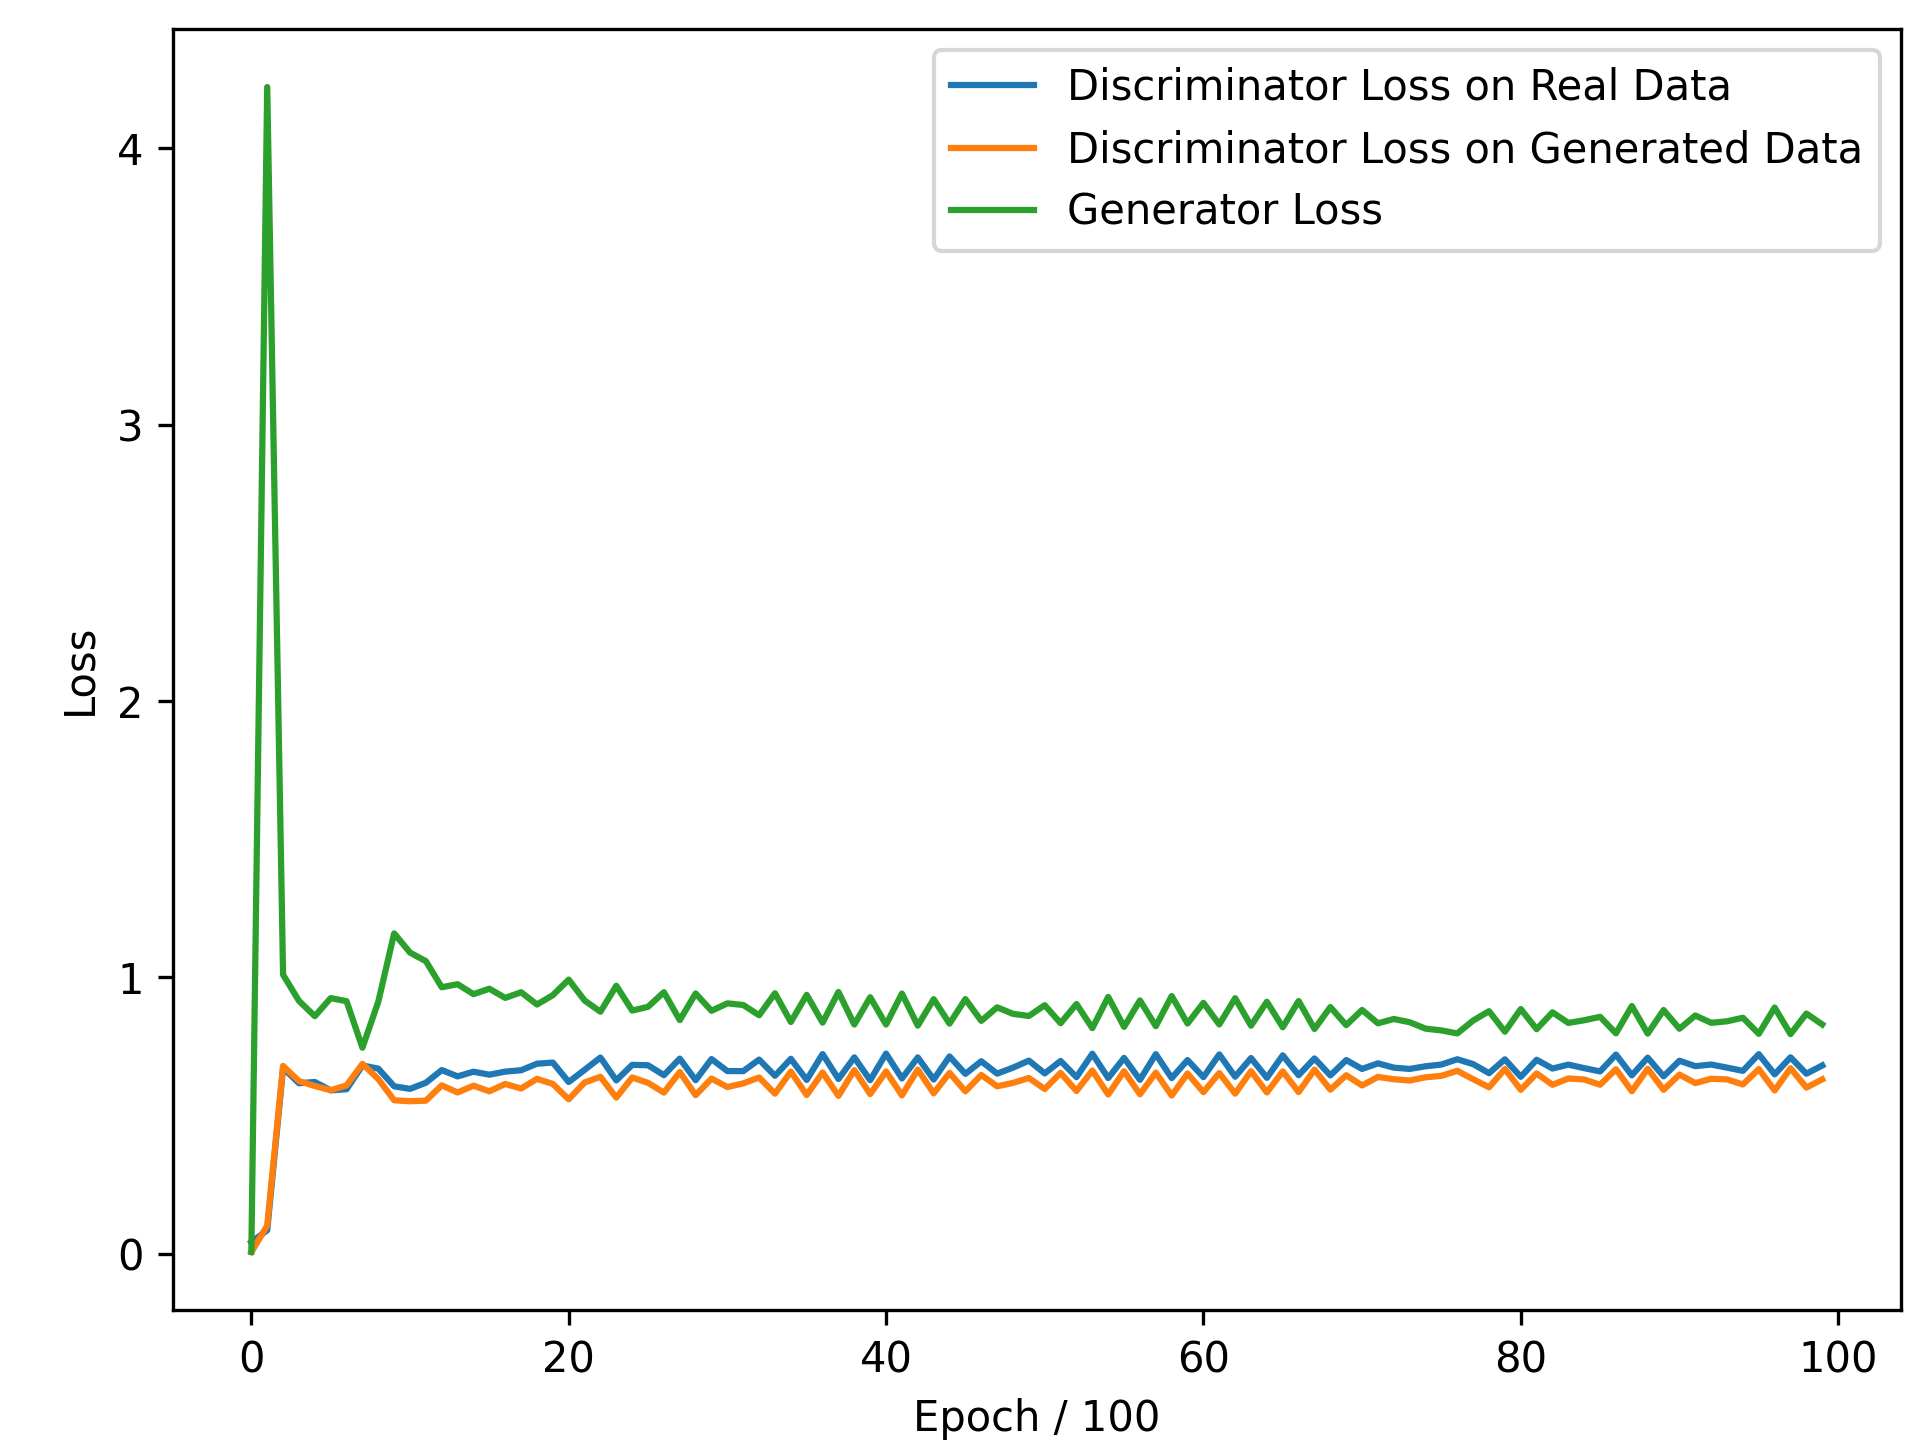 Discriminator Loss on Real Data
Discriminator Loss on Generated Data
Generator Loss
4
3
2
1
0
Loss
0 20 40 60 80 100
Epoch / 100